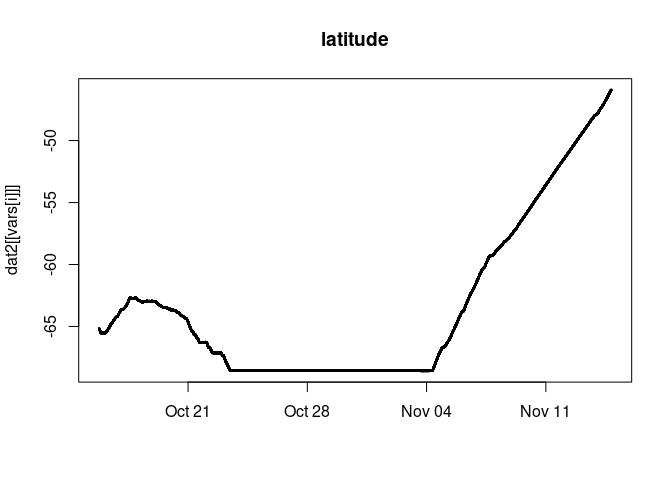 latitude
dat2[[vars[i]]]
-50
-55
-60
-65
Oct 21
Oct 28
Nov 04
Nov 11